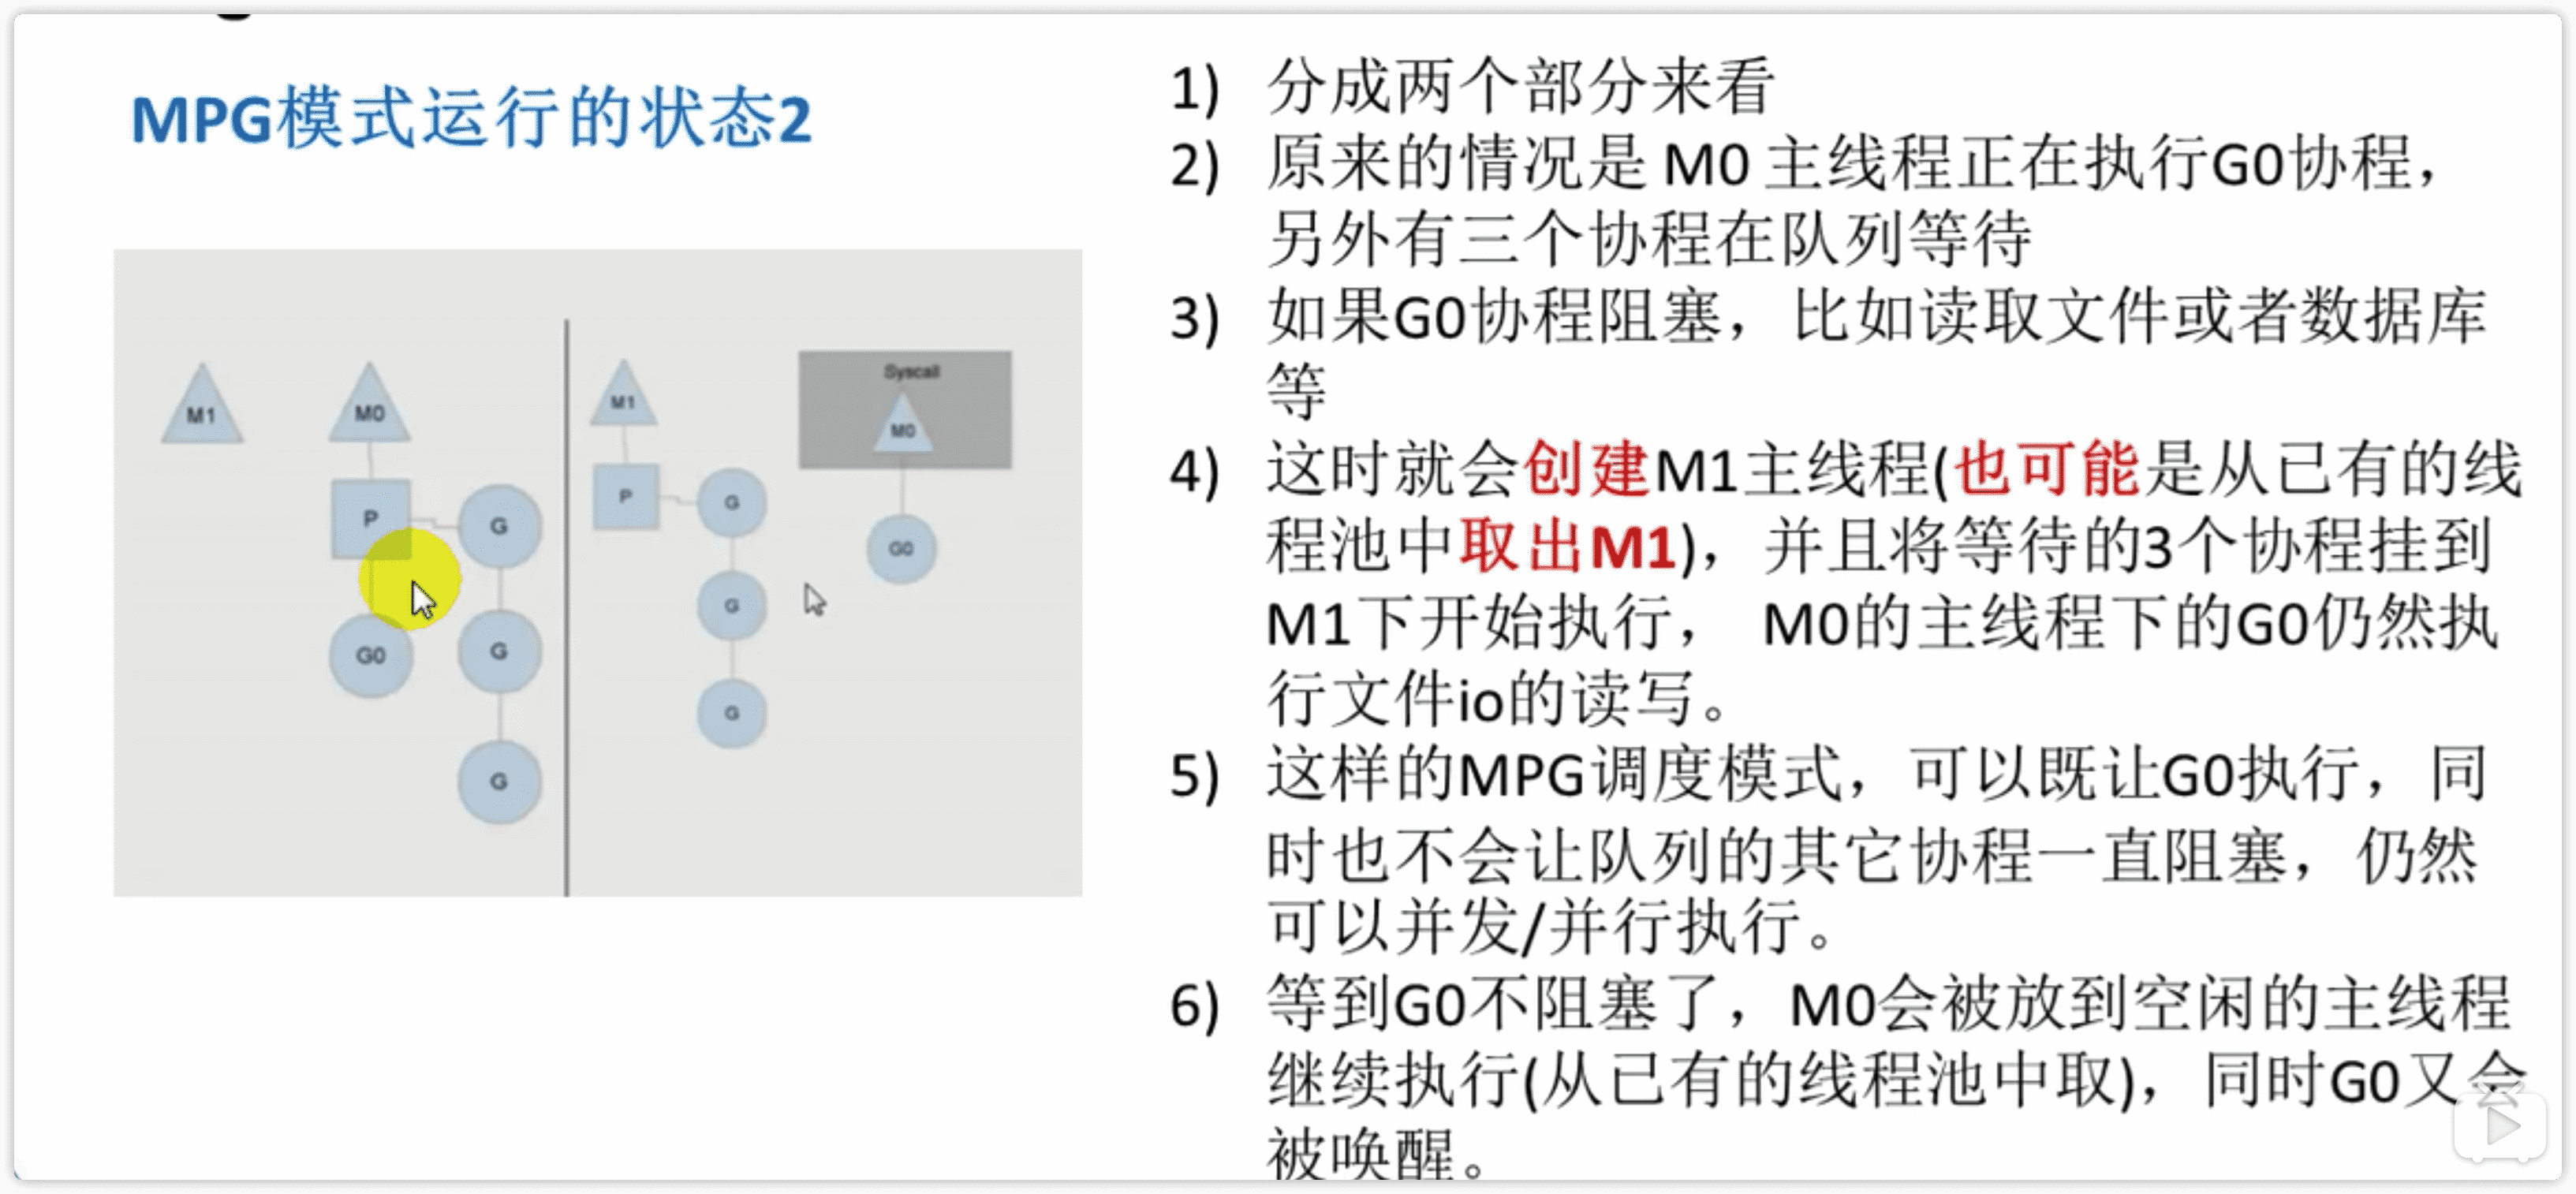 MPG模式运行的状态2
M1
M0
P
G
G0
G
G
M1
P
G
G
G
Syscall
M0
G0
1) 分成两个部分来看
2) 原来的情况是 M0 主线程正在执行G0协程，
另外有三个协程在队列等待
3) 如果G0协程阻塞，比如读取文件或者数据库
等
4) 这时就会创建M1主线程(也可能是从已有的线
程池中取出M1)，并且将等待的3个协程挂到
M1下开始执行， M0的主线程下的G0仍然执
行文件io的读写。
5) 这样的MPG调度模式，可以既让G0执行，同
时也不会让队列的其它协程一直阻塞，仍然
可以并发/并行执行。
6) 等到G0不阻塞了，M0会被放到空闲的主线程
继续执行(从已有的线程池中取)，同时G0又会
被唤醒。